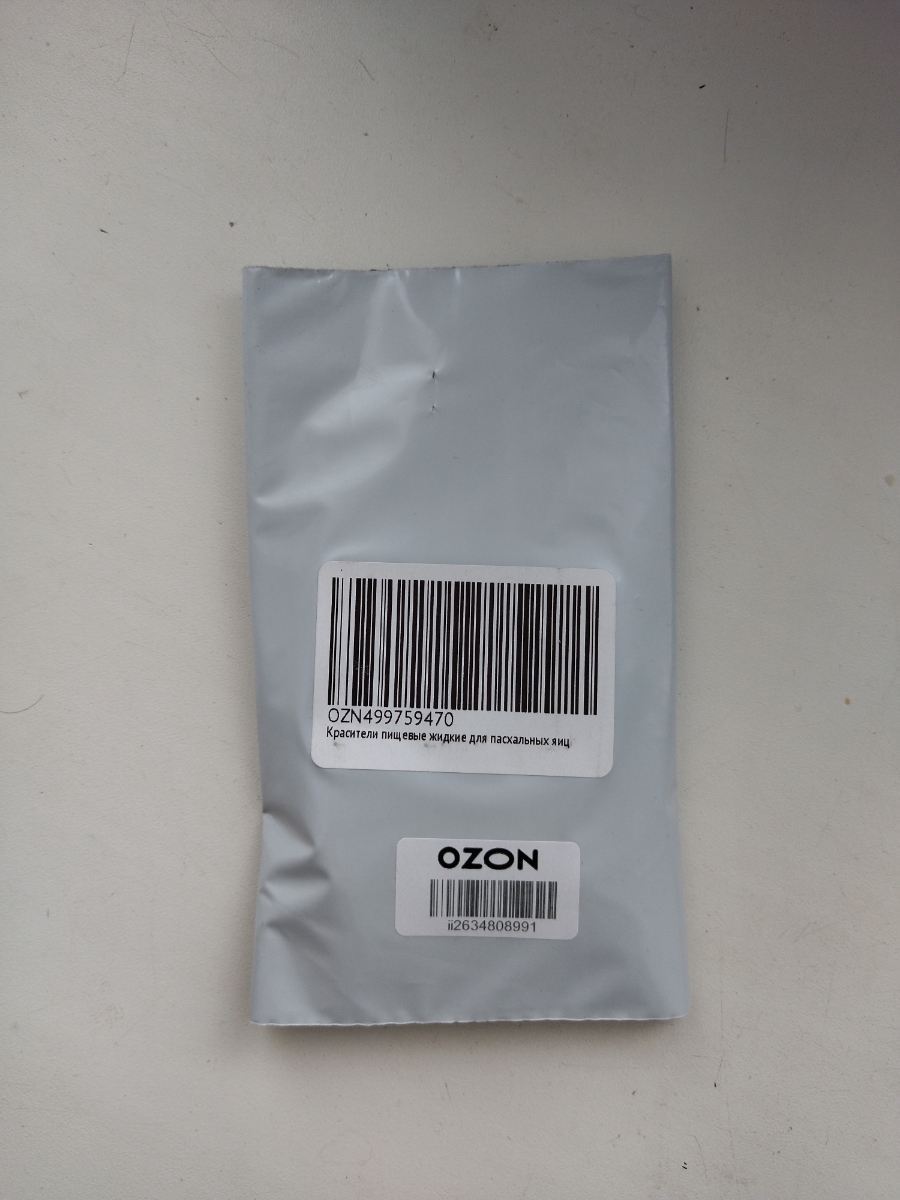 OZN499759470
Красители пищевые жидкие для пасхальных яиц
OZON
ii2634808991